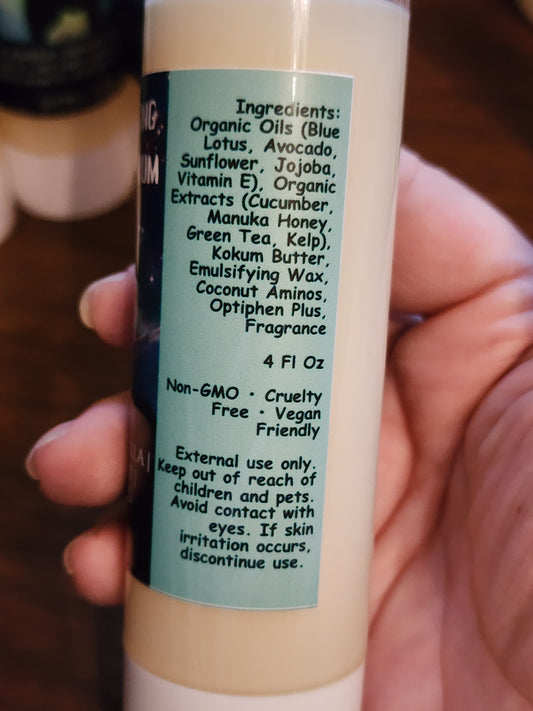 Ingredients:
Organic Oils (Blue
Lotus, Avocado,
Sunflower, Jojoba,
Vitamin E), Organic
Extracts (Cucumber,
Manuka Honey,
Green Tea, Kelp),
Kokum Butter,
Emulsifying Wax,
Coconut Aminos,
Optiphen Plus,
Fragrance
4 Fl Oz
Non-GMO • Cruelty
Free • Vegan
Friendly
External use only.
Keep out of reach of
children and pets.
Avoid contact with
eyes. If skin
irritation occurs,
discontinue use.